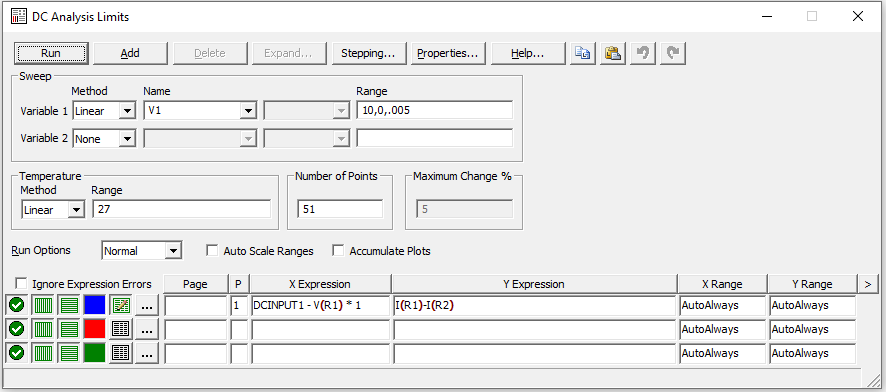 DC Analysis Limits
Run Add Delete Expand... Stepping... Properties... Help...
Sweep
Method Name Range
Variable 1 Linear V1 10,0,.005
Variable 2 None
Temperature Number of Points Maximum Change %
Method Range
Linear 27 51 5
Run Options Normal Auto Scale Ranges Accumulate Plots
Ignore Expression Errors Page P X Expression Y Expression X Range Y Range >
... 1 DCINPUT1 - V(R1) * 1 I(R1)-I(R2) AutoAlways AutoAlways
... AutoAlways AutoAlways
... AutoAlways AutoAlways